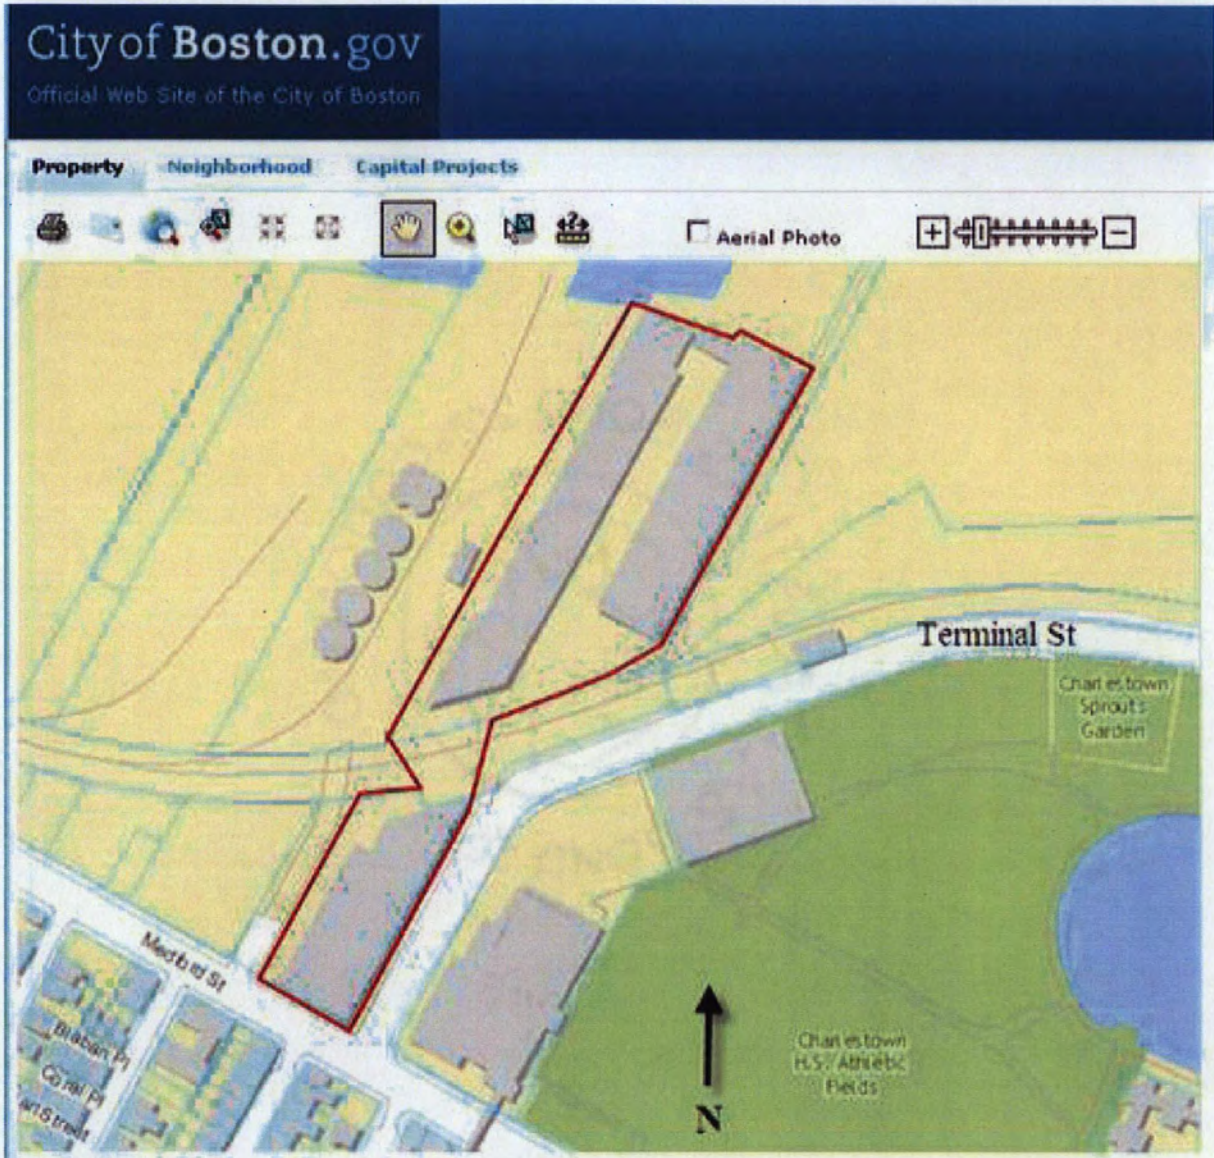 City of Boston.gov
Official Web Site of the City of Boston
Property Neighborhood Capital Projects
Aerial Photo
Terminal St
Charlestown
Sprouts
Garden
Medford St
Charlestown
H.S. Athletic
Fields
N